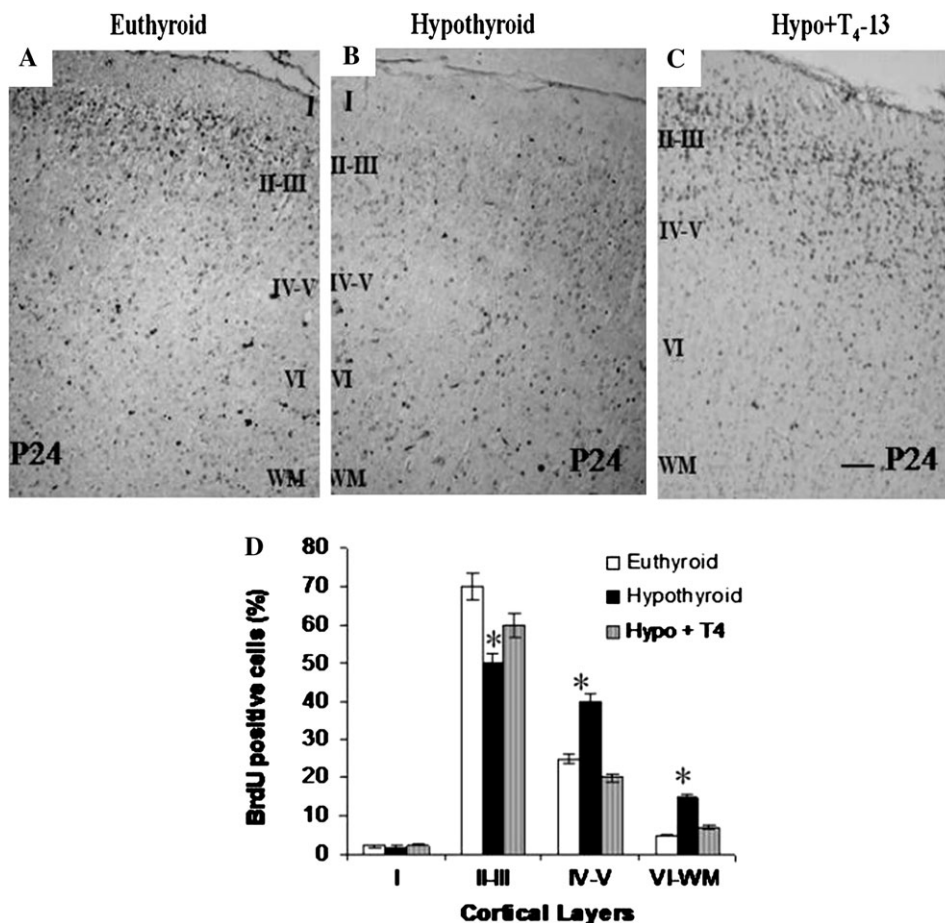 Euthyroid
Hypothyroid
Hypo+T₄-13
A
I
II-III
IV-V
VI
WM
P24
B
I
II-III
IV-V
VI
WM
P24
C
II-III
IV-V
VI
WM
P24
D
BrdU positive cells (%)
80
70
60
50
40
30
20
10
0
Euthyroid
Hypothyroid
Hypo + T4
*
*
*
I
II-III
IV-V
VI-WM
Cortical Layers